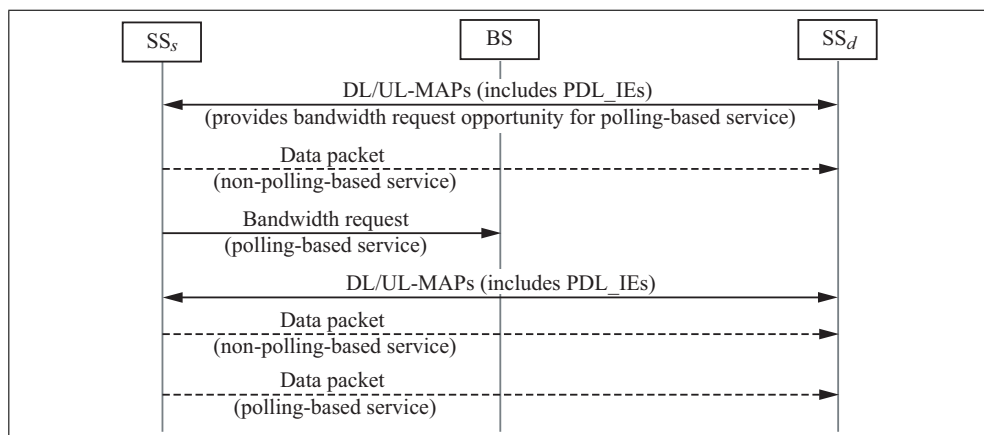 SSs BS SSd
DL/UL-MAPs (includes PDL_IEs)
(provides bandwidth request opportunity for polling-based service)
Data packet
(non-polling-based service)
Bandwidth request
(polling-based service)
DL/UL-MAPs (includes PDL_IEs)
Data packet
(non-polling-based service)
Data packet
(polling-based service)